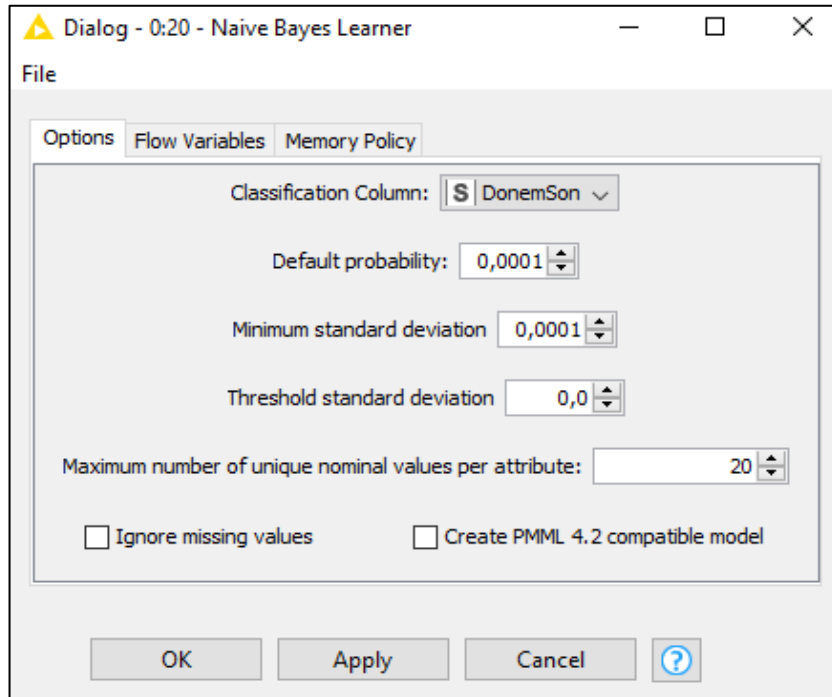 Dialog - 0:20 - Naive Bayes Learner
File
Options Flow Variables Memory Policy
Classification Column: S DonemSon
Default probability: 0,0001
Minimum standard deviation 0,0001
Threshold standard deviation 0,0
Maximum number of unique nominal values per attribute: 20
Ignore missing values Create PMML 4.2 compatible model
OK Apply Cancel ?